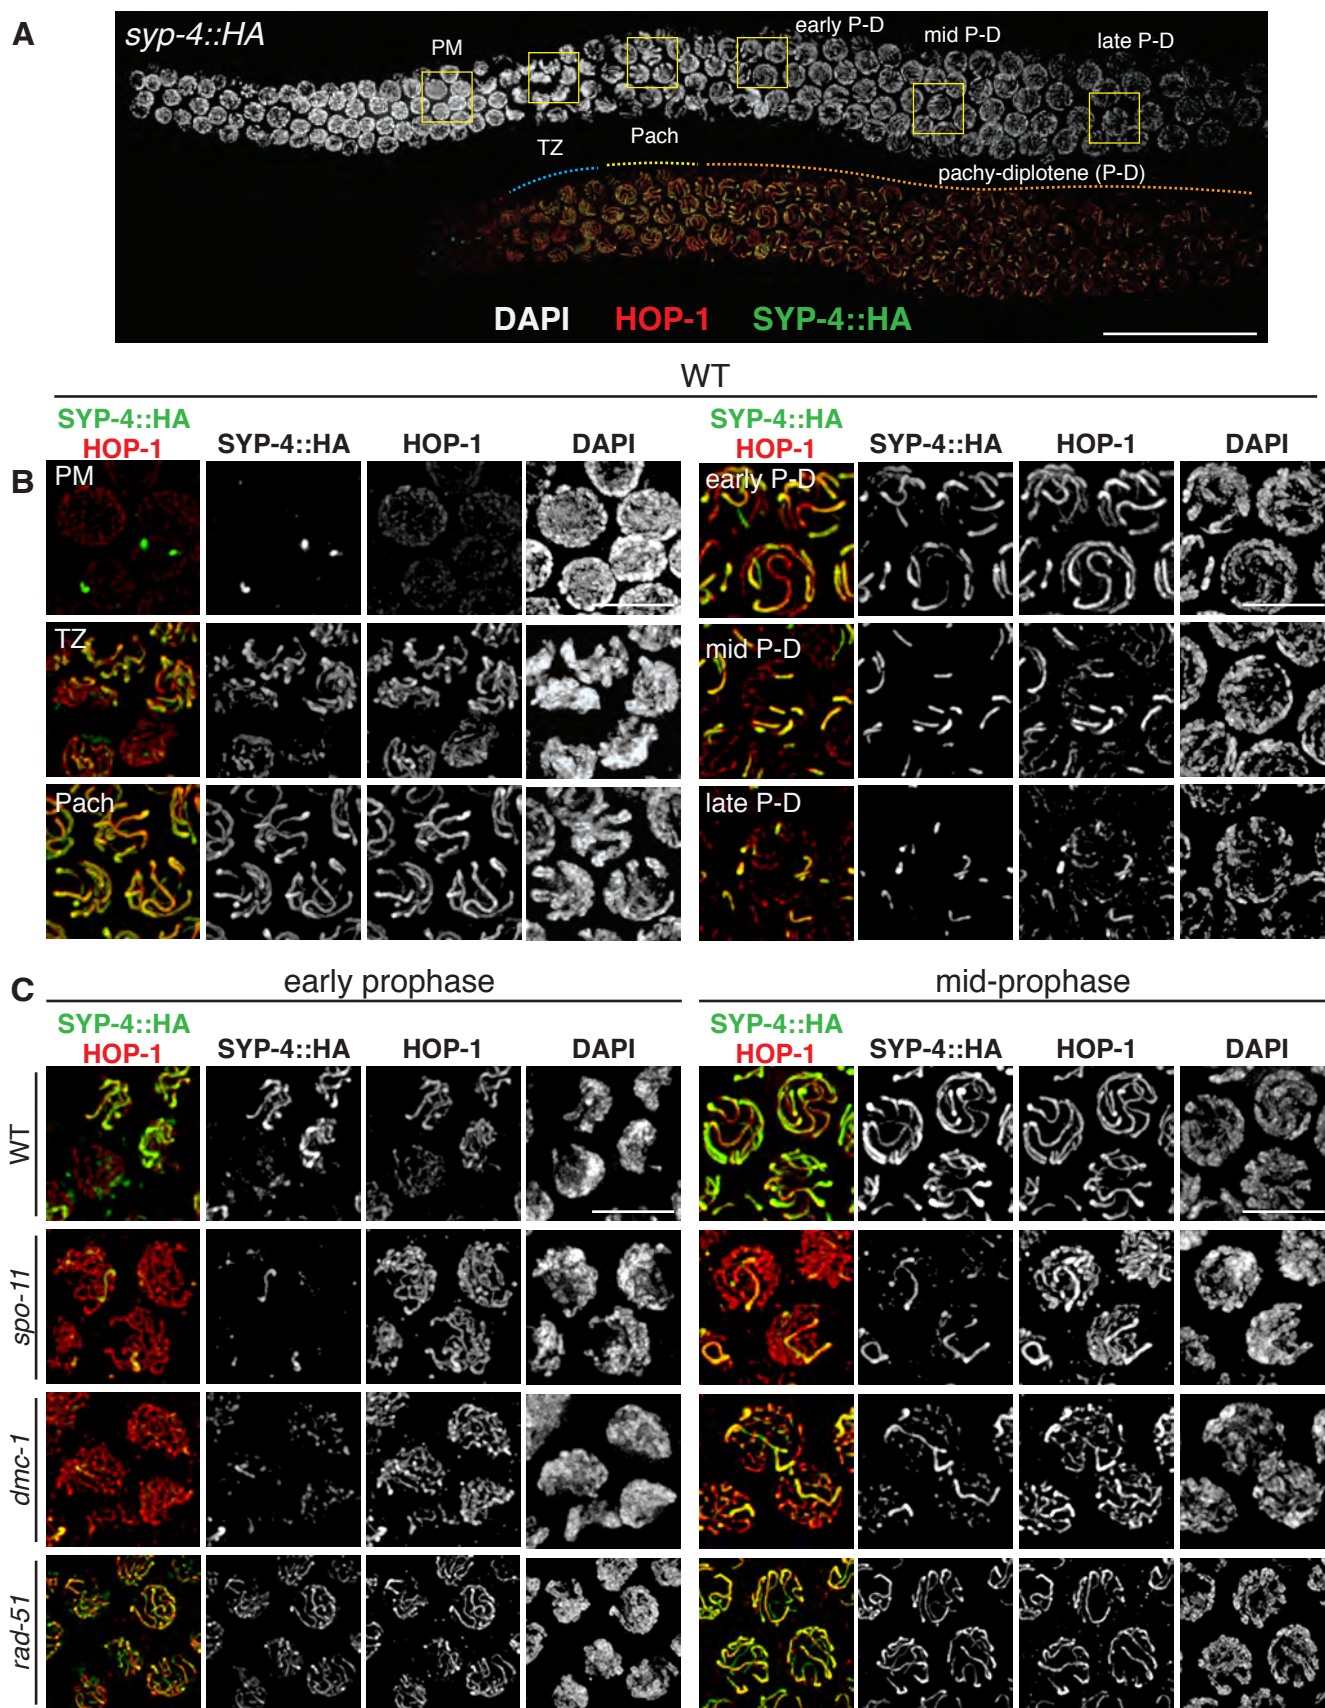 A
syp-4::HA
PM
early P-D
mid P-D
late P-D
TZ
Pach
pachy-diplotene (P-D)
DAPI HOP-1 SYP-4::HA
WT
SYP-4::HA
HOP-1
SYP-4::HA
HOP-1
DAPI
SYP-4::HA
HOP-1
SYP-4::HA
HOP-1
DAPI
B
PM
early P-D
TZ
mid P-D
Pach
late P-D
C
early prophase
mid-prophase
SYP-4::HA
HOP-1
SYP-4::HA
HOP-1
DAPI
SYP-4::HA
HOP-1
SYP-4::HA
HOP-1
DAPI
WT
spo-11
dmc-1
rad-51